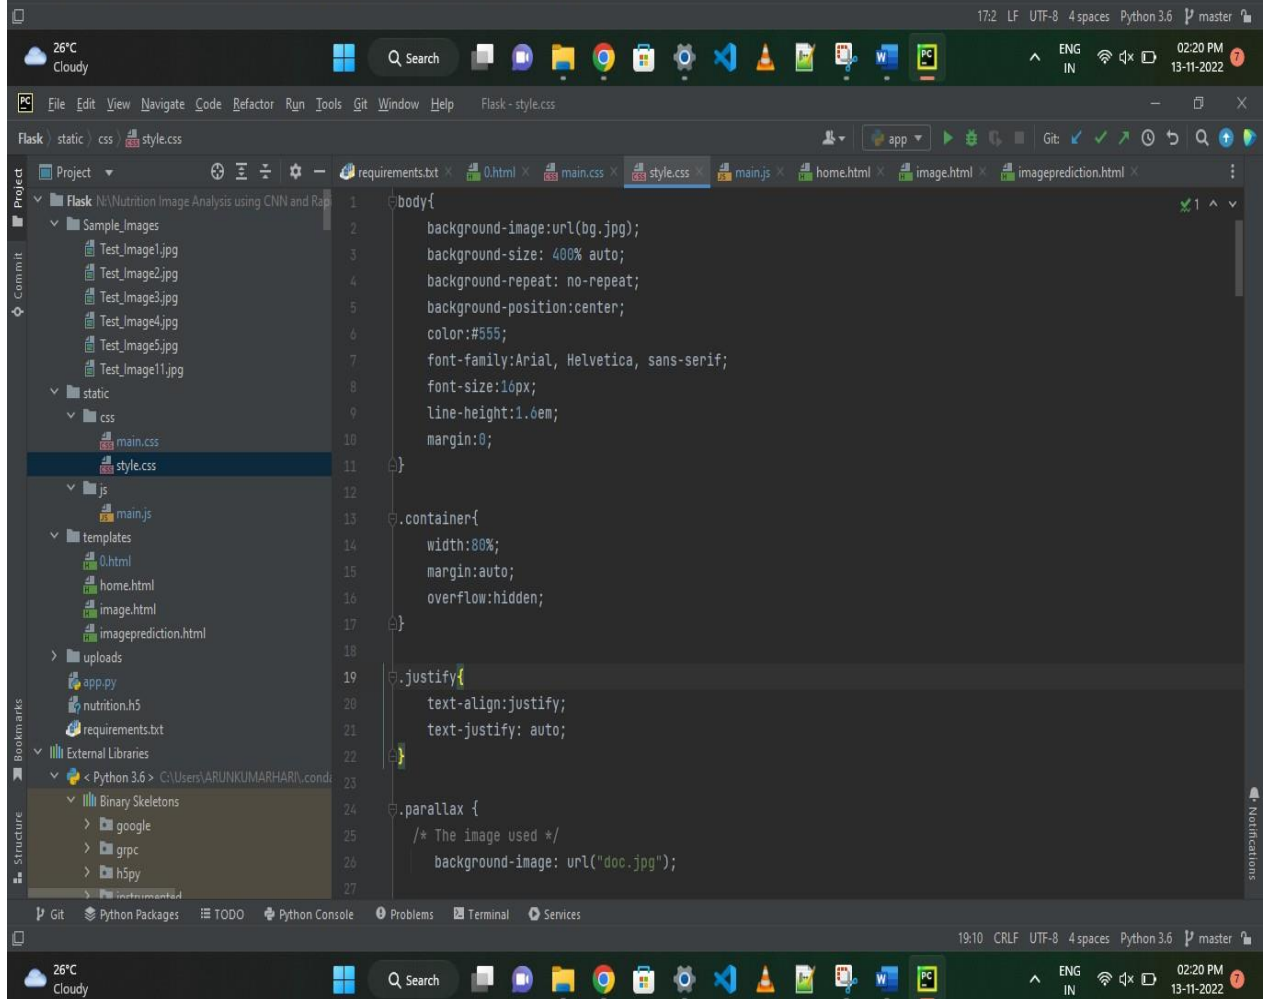 17:2 LF UTF-8 4 spaces Python 3.6 master
26°C
Cloudy
Search
ENG
IN
02:20 PM
13-11-2022
7
PC File Edit View Navigate Code Refactor Run Tools Git Window Help Flask - style.css
Flask static css style.css
app Git:
Project
requirements.txt 0.html main.css style.css main.js home.html image.html imageprediction.html
Project
Commit
Bookmarks
Structure
Flask N:\Nutrition Image Analysis using CNN and Rap
Sample_Images
Test_Image1.jpg
Test_Image2.jpg
Test_Image3.jpg
Test_Image4.jpg
Test_Image5.jpg
Test_Image11.jpg
static
css
main.css
style.css
js
main.js
templates
0.html
home.html
image.html
imageprediction.html
uploads
app.py
nutrition.h5
requirements.txt
External Libraries
< Python 3.6 > C:\Users\ARUNKUMARHARI\.conda
Binary Skeletons
google
grpc
h5py
instrumented
1 body{
2 background-image:url(bg.jpg);
3 background-size: 400% auto;
4 background-repeat: no-repeat;
5 background-position:center;
6 color:#555;
7 font-family:Arial, Helvetica, sans-serif;
8 font-size:16px;
9 line-height:1.6em;
10 margin:0;
11 }
12
13 .container{
14 width:80%;
15 margin:auto;
16 overflow:hidden;
17 }
18
19 .justify{
20 text-align:justify;
21 text-justify: auto;
22 }
23
24 .parallax {
25 /* The image used */
26 background-image: url("doc.jpg");
27
1
Notifications
Git Python Packages TODO Python Console Problems Terminal Services
19:10 CRLF UTF-8 4 spaces Python 3.6 master
26°C
Cloudy
Search
ENG
IN
02:20 PM
13-11-2022
7